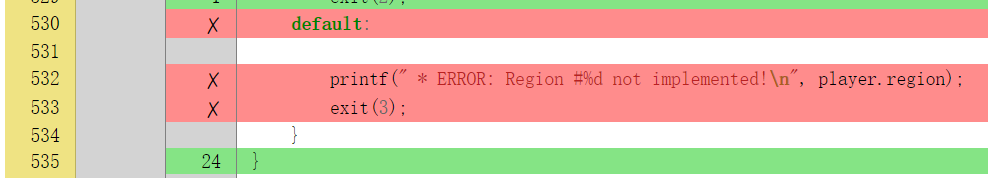 530 ✗ default:
531
532 ✗ printf(" * ERROR: Region #%d not implemented!\n", player.region);
533 ✗ exit(3);
534 }
535 24 }